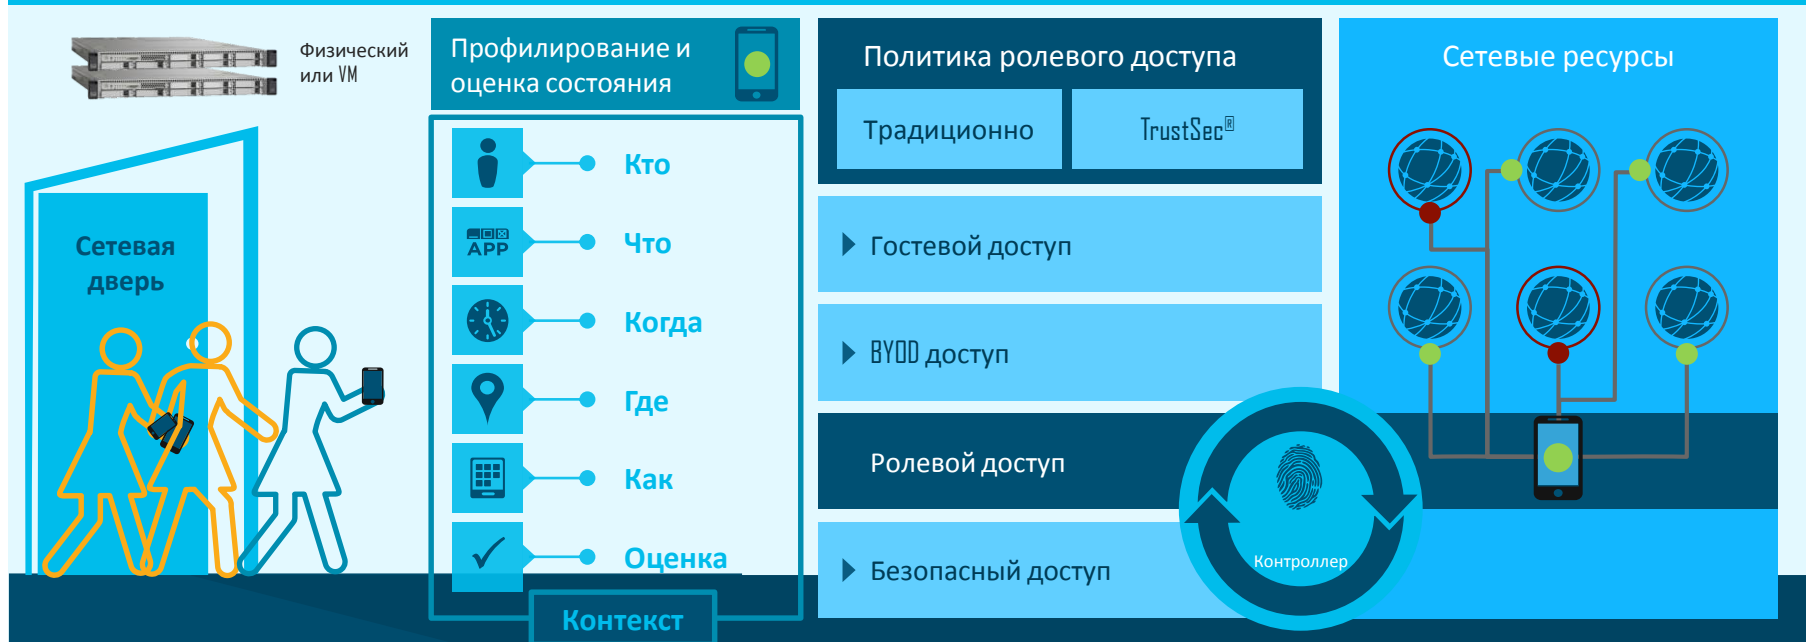 Физический
или VM
Сетевая
дверь
Профилирование и
оценка состояния
Кто
APP
Что
Когда
Где
Как
Оценка
Контекст
Политика ролевого доступа
Традиционно
TrustSec®
Гостевой доступ
BYOD доступ
Ролевой доступ
Безопасный доступ
Контроллер
Сетевые ресурсы